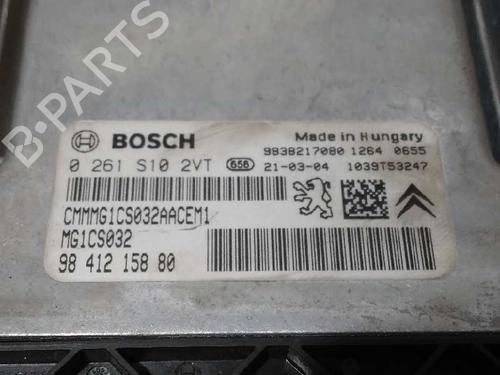 BOSCH
Made in Hungary
9838217080 1264 0655
0 261 S10 2VT 656 21-03-04 1039T53247
CMMMG1CS032AACEM1
MG1CS032
98 412 158 80
B-PARTS